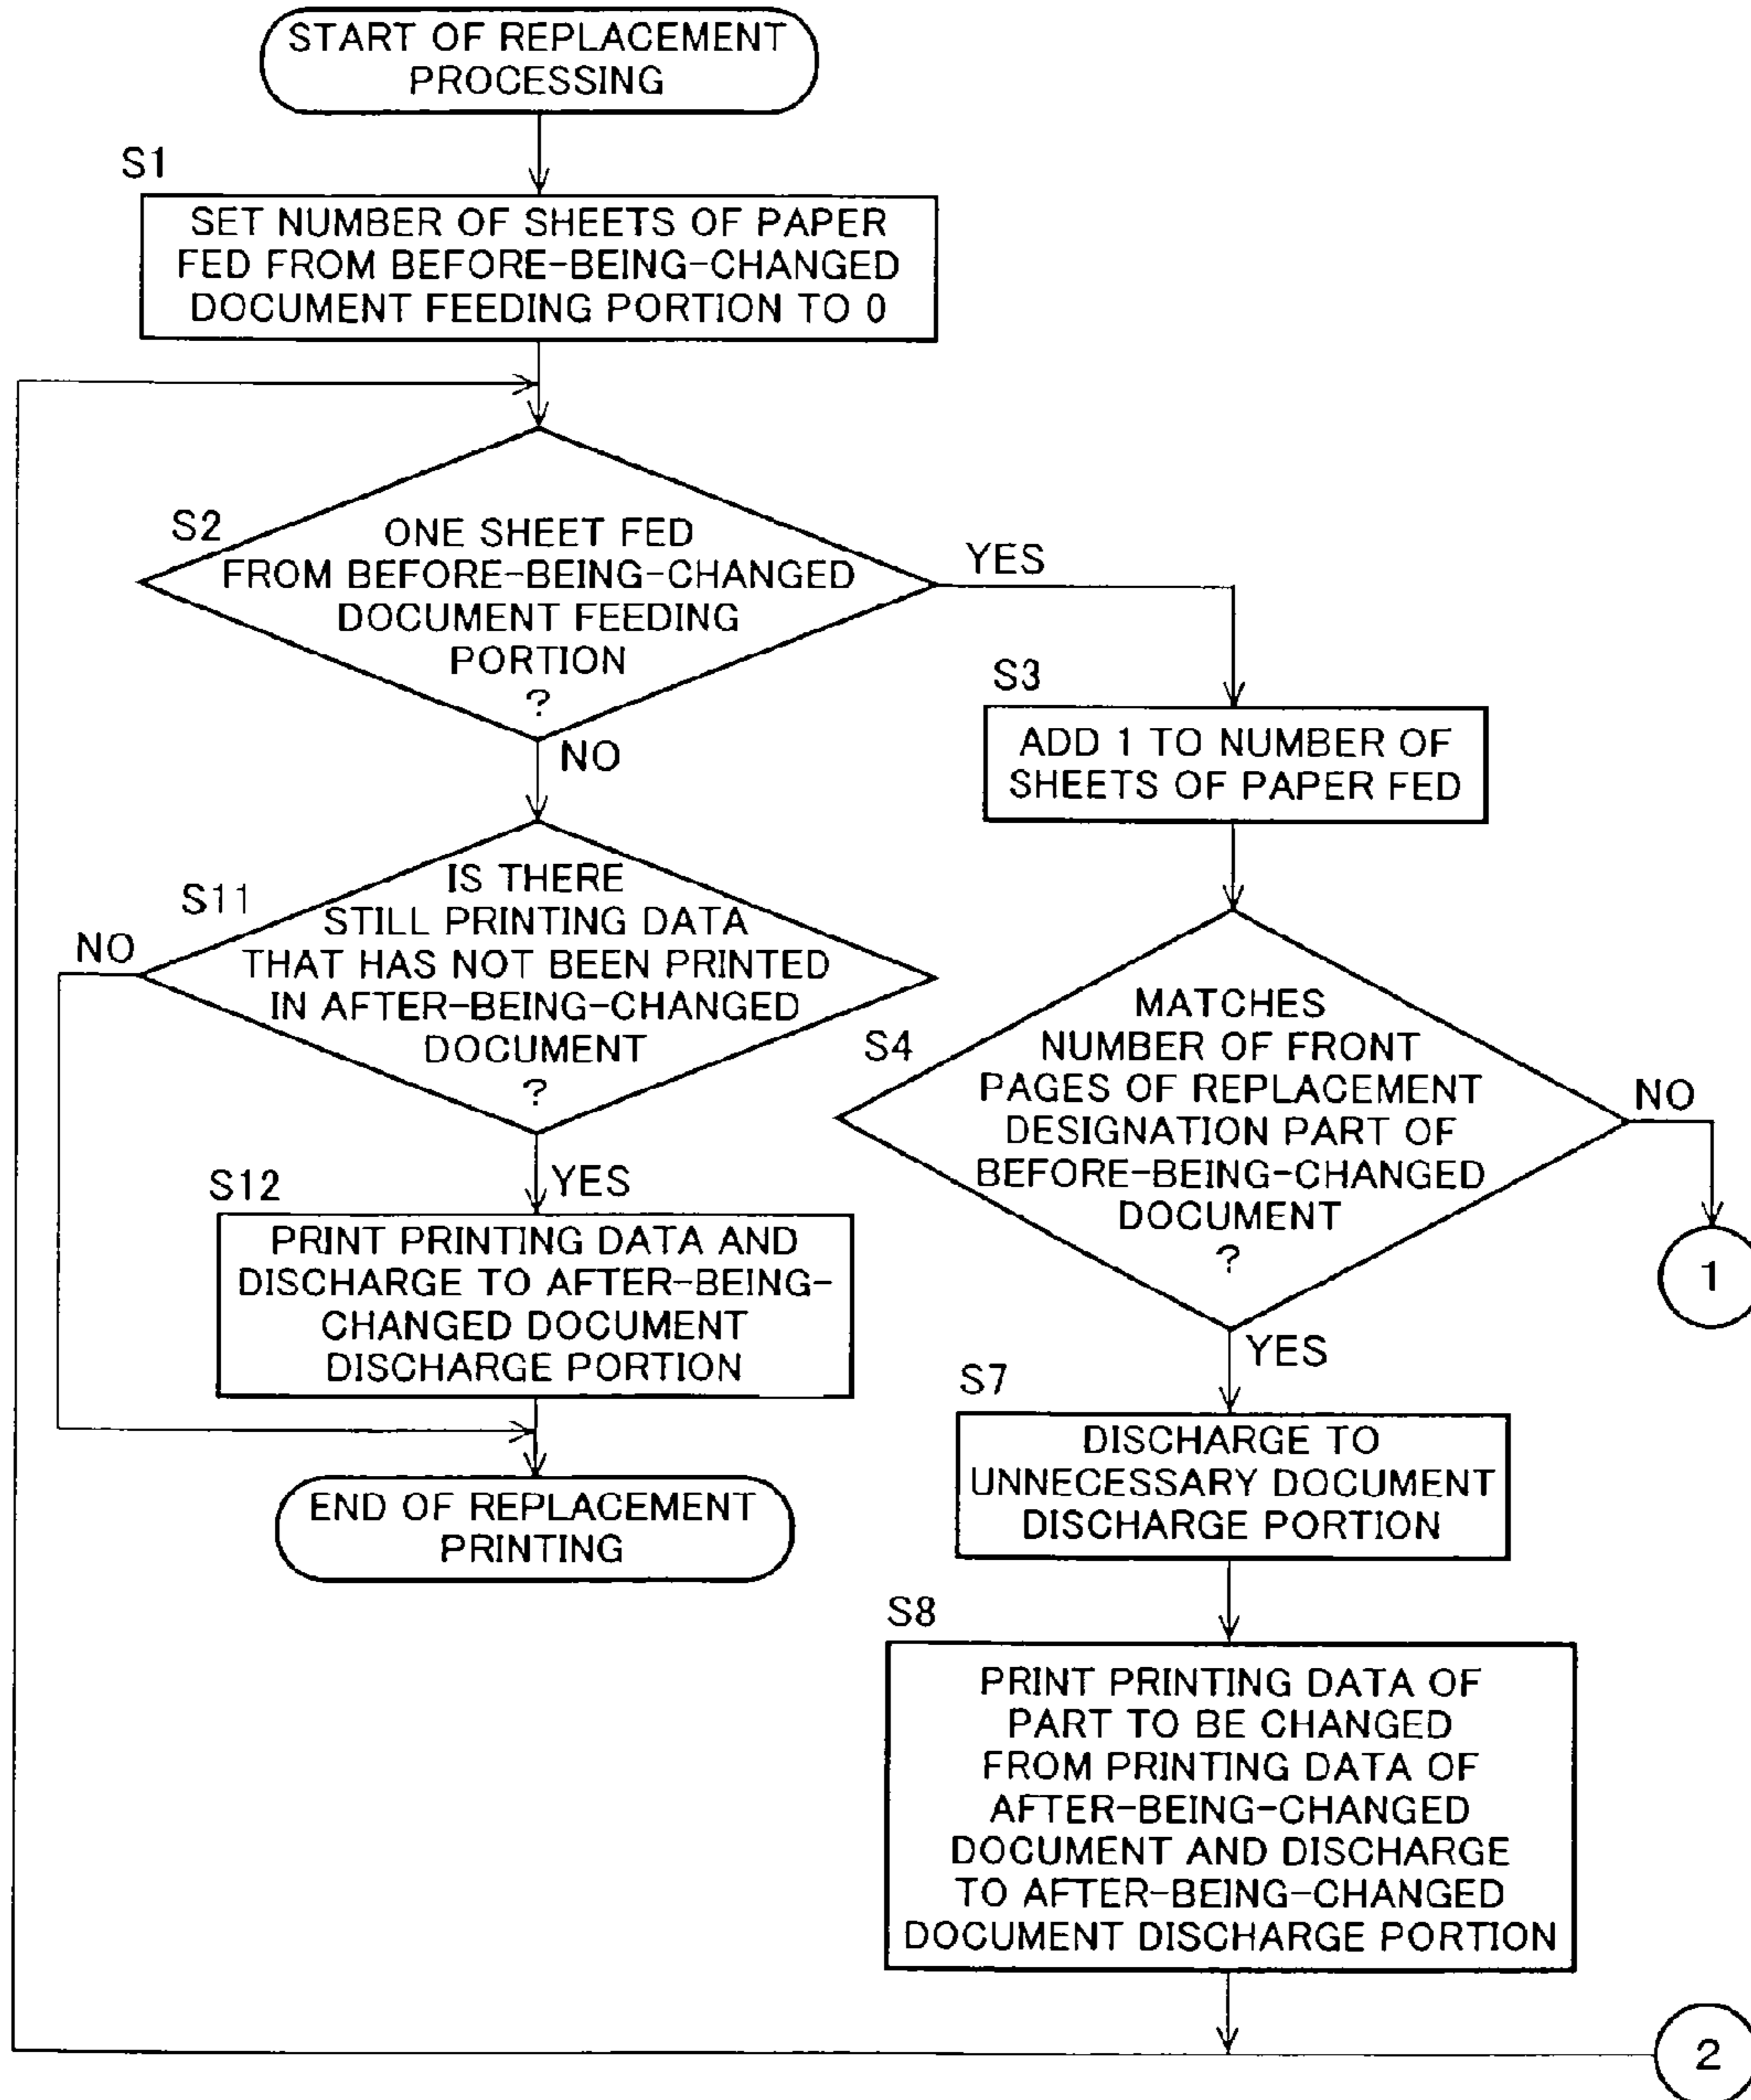 START OF REPLACEMENT
PROCESSING
S1
SET NUMBER OF SHEETS OF PAPER
FED FROM BEFORE-BEING-CHANGED
DOCUMENT FEEDING PORTION TO 0
S2
ONE SHEET FED
FROM BEFORE-BEING-CHANGED
DOCUMENT FEEDING
PORTION
?
YES
NO
S3
ADD 1 TO NUMBER OF
SHEETS OF PAPER FED
S11
IS THERE
STILL PRINTING DATA
THAT HAS NOT BEEN PRINTED
IN AFTER-BEING-CHANGED
DOCUMENT
?
NO
YES
S4
MATCHES
NUMBER OF FRONT
PAGES OF REPLACEMENT
DESIGNATION PART OF
BEFORE-BEING-CHANGED
DOCUMENT
?
NO
1
YES
S12
PRINT PRINTING DATA AND
DISCHARGE TO AFTER-BEING-
CHANGED DOCUMENT
DISCHARGE PORTION
END OF REPLACEMENT
PRINTING
S7
DISCHARGE TO
UNNECESSARY DOCUMENT
DISCHARGE PORTION
S8
PRINT PRINTING DATA OF
PART TO BE CHANGED
FROM PRINTING DATA OF
AFTER-BEING-CHANGED
DOCUMENT AND DISCHARGE
TO AFTER-BEING-CHANGED
DOCUMENT DISCHARGE PORTION
2